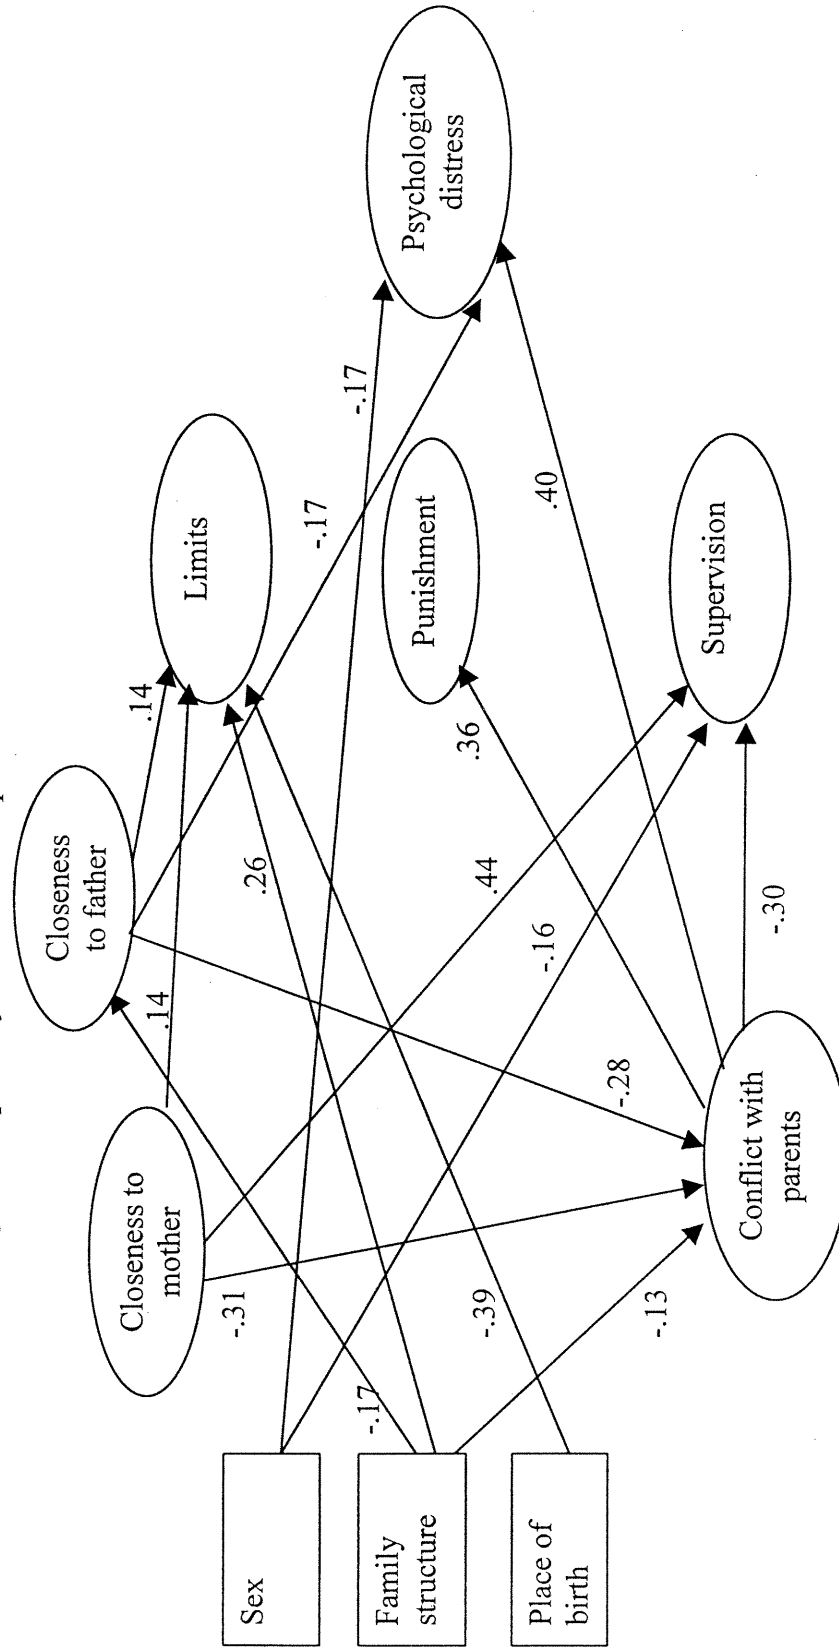 Sex
Family
structure
Place of
birth
Closeness to
mother
Closeness
to father
Conflict with
parents
Limits
Punishment
Supervision
Psychological
distress
-.17
-.31
-.39
-.13
.14
.14
.26
-.28
.44
-.16
.36
-.30
-.17
-.17
.40